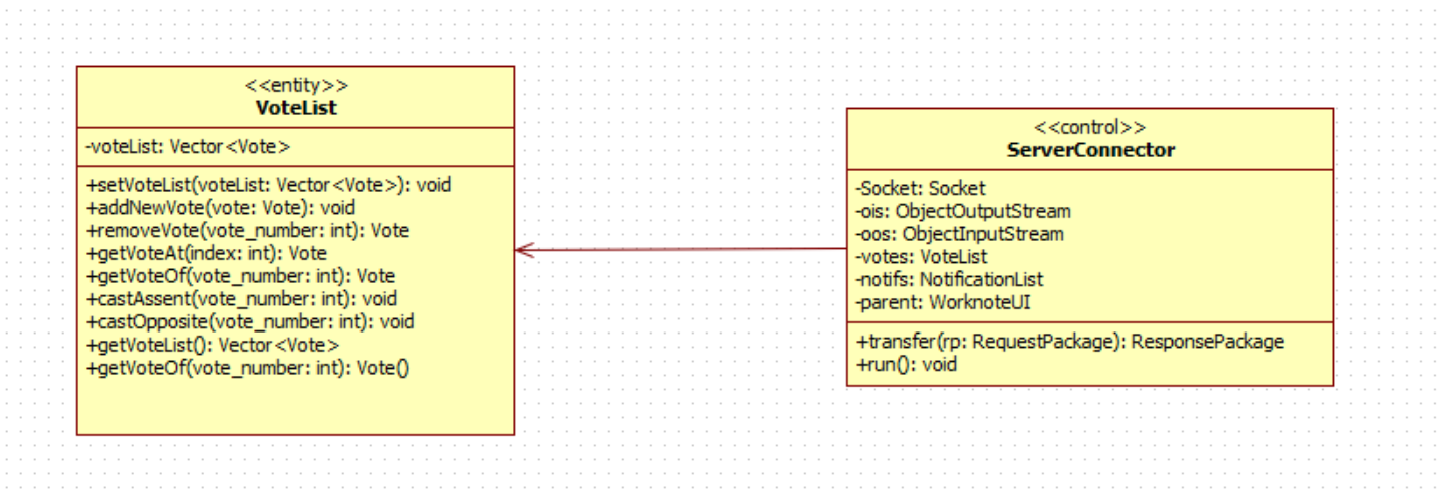 <<entity>>
VoteList
-voteList: Vector<Vote>
+setVoteList(voteList: Vector<Vote>): void
+addNewVote(vote: Vote): void
+removeVote(vote_number: int): Vote
+getVoteAt(index: int): Vote
+getVoteOf(vote_number: int): Vote
+castAssent(vote_number: int): void
+castOpposite(vote_number: int): void
+getVoteList(): Vector<Vote>
+getVoteOf(vote_number: int): Vote()
<<control>>
ServerConnector
-Socket: Socket
-ois: ObjectOutputStream
-oos: ObjectInputStream
-votes: VoteList
-notifs: NotificationList
-parent: WorknoteUI
+transfer(rp: RequestPackage): ResponsePackage
+run(): void